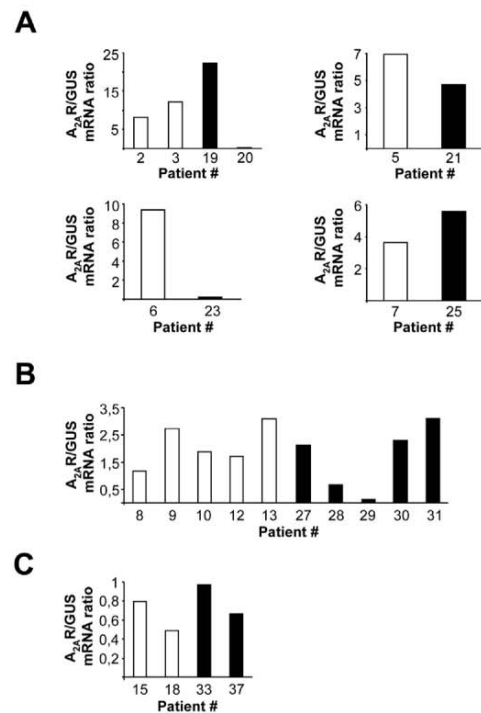 A
A2AR/GUS
mRNA ratio
25
15
5
2 3 19 20
Patient #
A2AR/GUS
mRNA ratio
7
5
3
1
5 21
Patient #
A2AR/GUS
mRNA ratio
10
8
6
4
2
6 23
Patient #
A2AR/GUS
mRNA ratio
6
4
2
7 25
Patient #
B
A2AR/GUS
mRNA ratio
3,5
2,5
1,5
0,5
8 9 10 12 13 27 28 29 30 31
Patient #
C
A2AR/GUS
mRNA ratio
1
0,8
0,6
0,4
0,2
15 18 33 37
Patient #